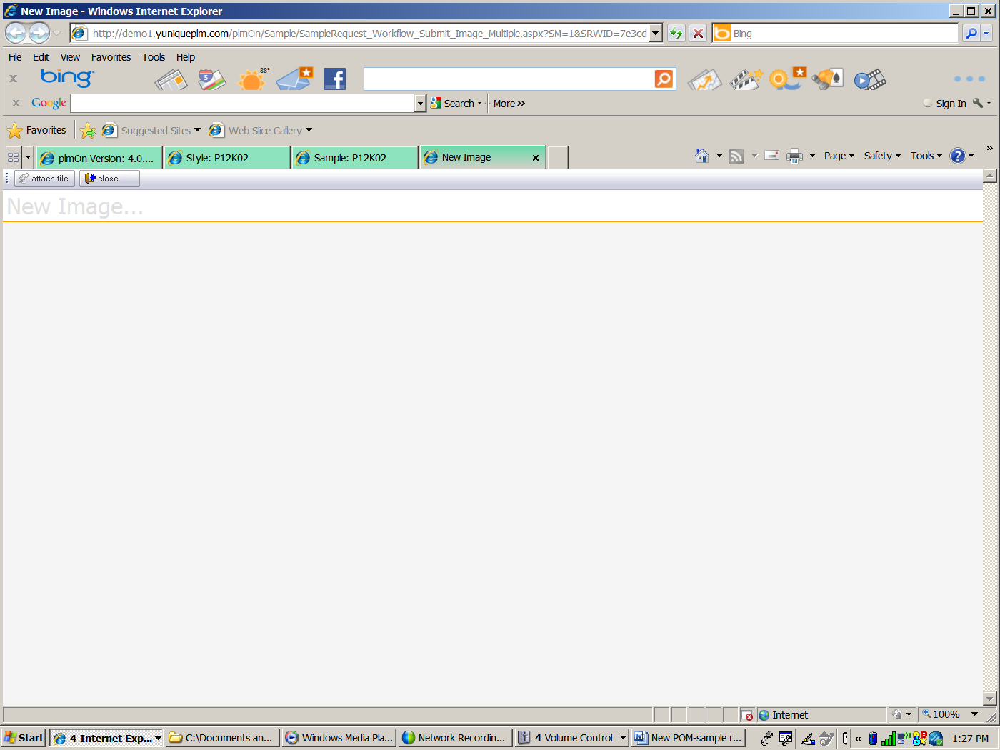 New Image - Windows Internet Explorer
http://demo1.yuniqueplm.com/plmOn/Sample/SampleRequest_Workflow_Submit_Image_Multiple.aspx?SM=1&SRWID=7e3cd
Bing
File Edit View Favorites Tools Help
x bing 88°
x Google Search More » Sign In
Favorites Suggested Sites Web Slice Gallery
plmOn Version: 4.0.... Style: P12K02 Sample: P12K02 New Image x Page Safety Tools »
attach file close
New Image...
Internet 100%
Start 4 Internet Exp... C:\Documents an... Windows Media Pla... Network Recordin... 4 Volume Control New POM-sample r... « 1:27 PM